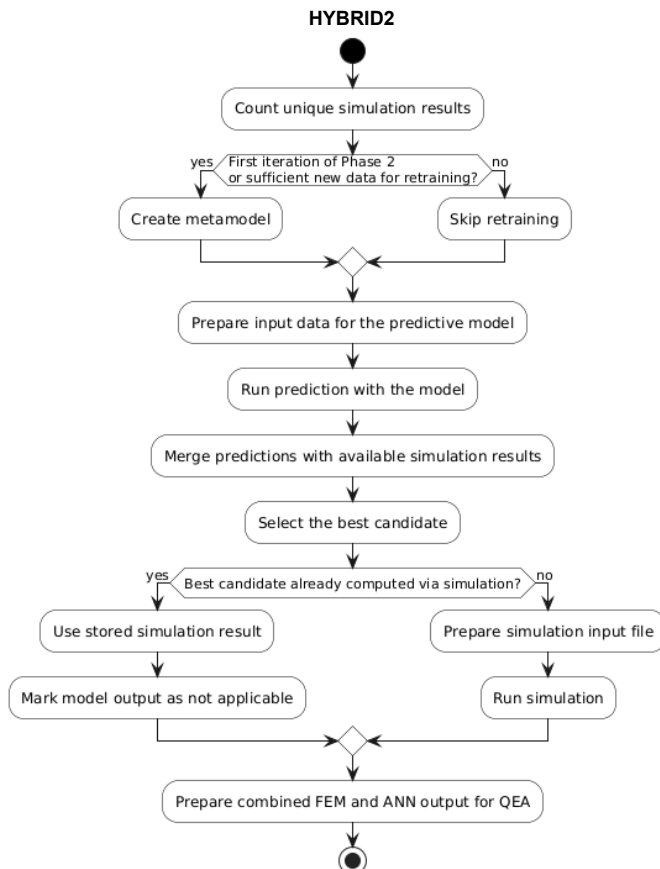 HYBRID2
Count unique simulation results
yes
First iteration of Phase 2
or sufficient new data for retraining?
no
Create metamodel
Skip retraining
Prepare input data for the predictive model
Run prediction with the model
Merge predictions with available simulation results
Select the best candidate
yes
Best candidate already computed via simulation?
no
Use stored simulation result
Prepare simulation input file
Mark model output as not applicable
Run simulation
Prepare combined FEM and ANN output for QEA